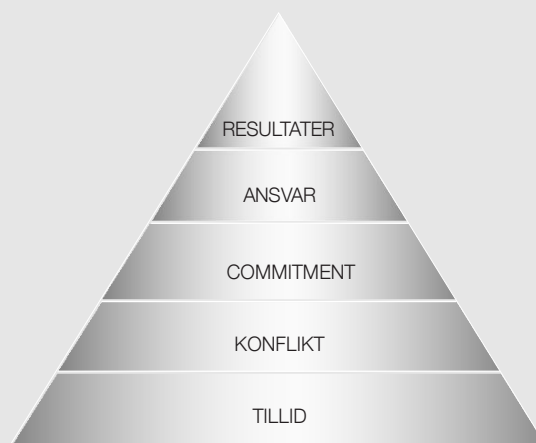 RESULTATER
ANSVAR
COMMITMENT
KONFLIKT
TILLID